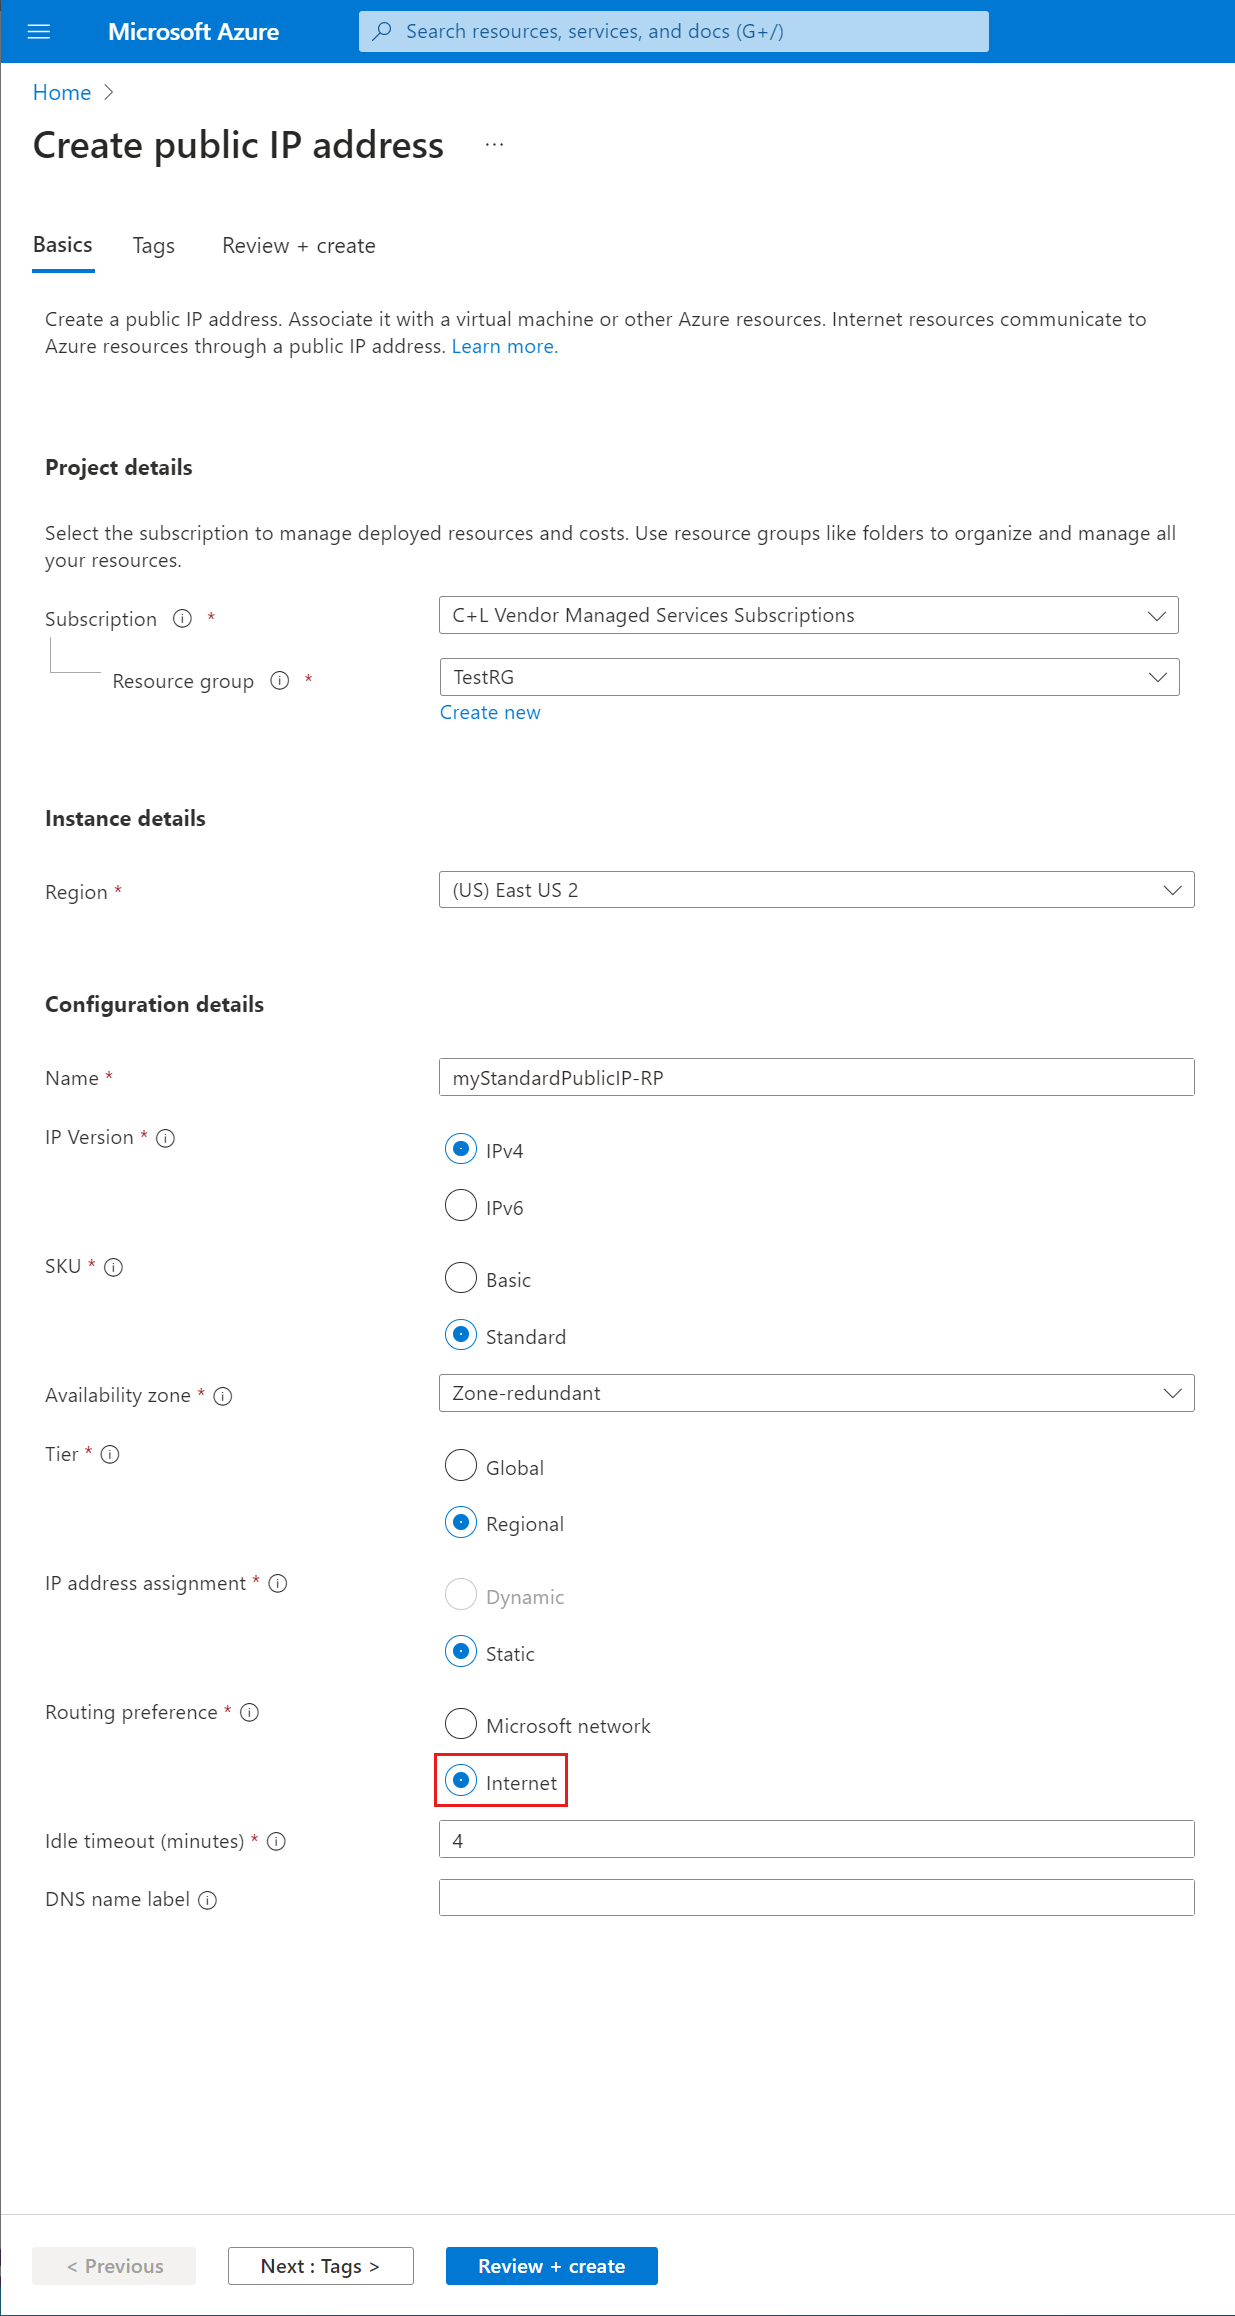 Microsoft Azure
Search resources, services, and docs (G+/)
Home
Create public IP address
...
Basics
Tags
Review + create
Create a public IP address. Associate it with a virtual machine or other Azure resources. Internet resources communicate to
Azure resources through a public IP address. Learn more.
Project details
Select the subscription to manage deployed resources and costs. Use resource groups like folders to organize and manage all
your resources.
Subscription *
C+L Vendor Managed Services Subscriptions
Resource group *
TestRG
Create new
Instance details
Region *
(US) East US 2
Configuration details
Name *
myStandardPublicIP-RP
IP Version *
IPv4
IPv6
SKU *
Basic
Standard
Availability zone *
Zone-redundant
Tier *
Global
Regional
IP address assignment *
Dynamic
Static
Routing preference *
Microsoft network
Internet
Idle timeout (minutes) *
4
DNS name label
< Previous
Next : Tags >
Review + create